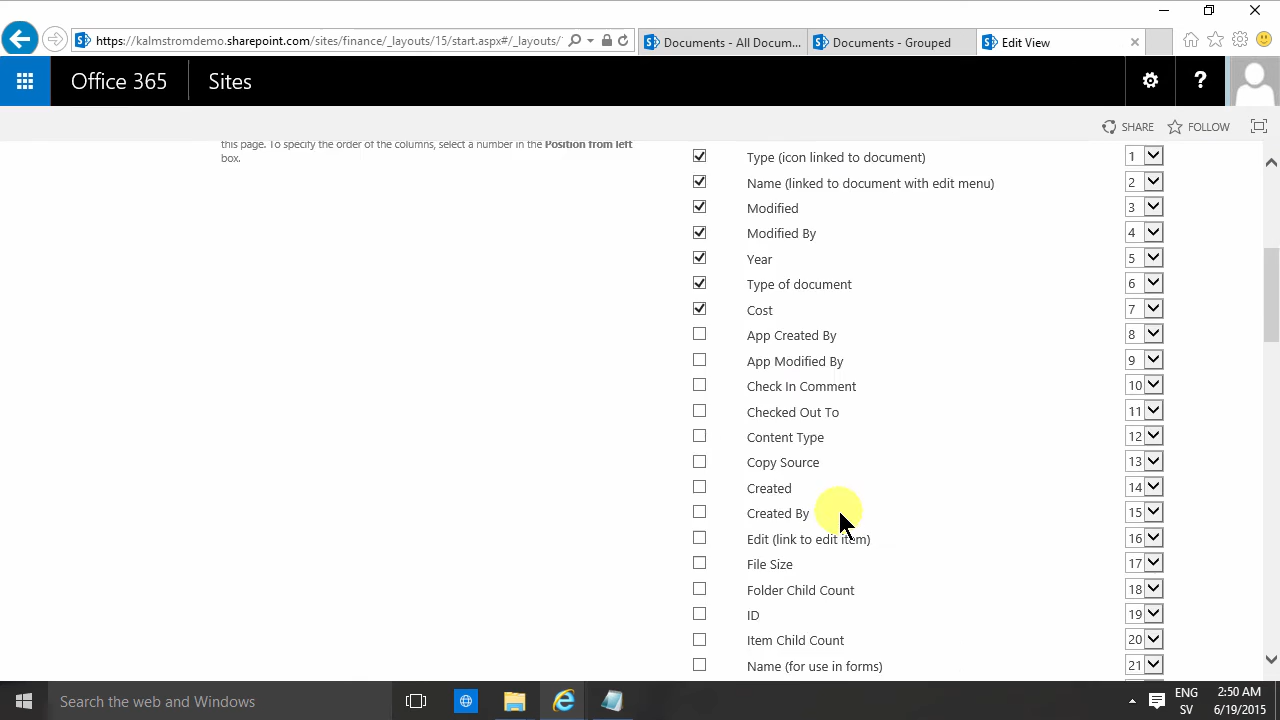 https://kalmstromdemo.sharepoint.com/sites/finance/_layouts/15/start.aspx#/_layouts/
Documents - All Docum...
Documents - Grouped
Edit View
Office 365
Sites
SHARE
FOLLOW
this page. To specify the order of the columns, select a number in the Position from left
box.
Type (icon linked to document) 1
Name (linked to document with edit menu) 2
Modified 3
Modified By 4
Year 5
Type of document 6
Cost 7
App Created By 8
App Modified By 9
Check In Comment 10
Checked Out To 11
Content Type 12
Copy Source 13
Created 14
Created By 15
Edit (link to edit item) 16
File Size 17
Folder Child Count 18
ID 19
Item Child Count 20
Name (for use in forms) 21
Search the web and Windows
ENG 2:50 AM
SV 6/19/2015